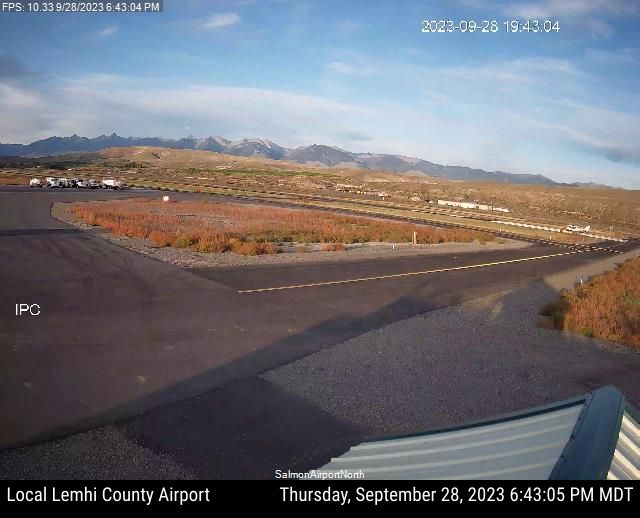 FPS: 10.33 9/28/2023 6:43:04 PM
2023-09-28 19:43:04
IPC
SalmonAirportNorth
Local Lemhi County Airport Thursday, September 28, 2023 6:43:05 PM MDT